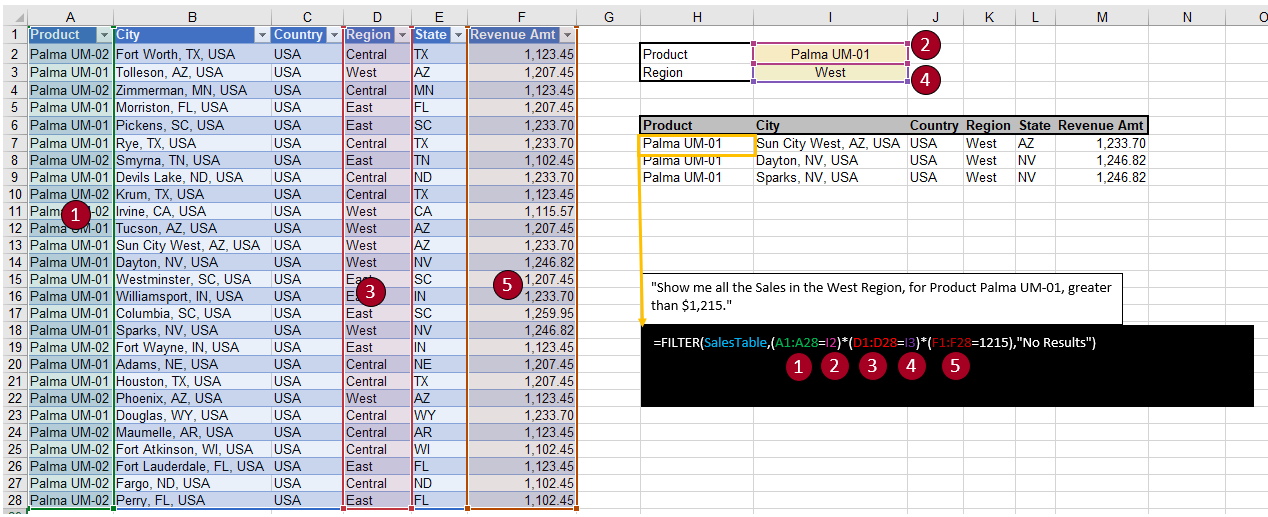 A B C D E F G H I J K L M N O
1 Product City Country Region State Revenue Amt
2 Palma UM-02 Fort Worth, TX, USA USA Central TX 1,123.45
3 Palma UM-01 Tolleson, AZ, USA USA West AZ 1,207.45
4 Palma UM-02 Zimmerman, MN, USA USA Central MN 1,123.45
5 Palma UM-01 Morriston, FL, USA USA East FL 1,207.45
6 Palma UM-01 Pickens, SC, USA USA East SC 1,233.70
7 Palma UM-01 Rye, TX, USA USA Central TX 1,233.70
8 Palma UM-02 Smyrna, TN, USA USA East TN 1,102.45
9 Palma UM-01 Devils Lake, ND, USA USA Central ND 1,233.70
10 Palma UM-02 Krum, TX, USA USA Central TX 1,123.45
11 Palm -02 Irvine, CA, USA USA West CA 1,115.57
12 Palma UM-01 Tucson, AZ, USA USA West AZ 1,207.45
13 Palma UM-01 Sun City West, AZ, USA USA West AZ 1,233.70
14 Palma UM-01 Dayton, NV, USA USA West NV 1,246.82
15 Palma UM-01 Westminster, SC, USA USA East SC 1,207.45
16 Palma UM-01 Williamsport, IN, USA USA East IN 1,233.70
17 Palma UM-01 Columbia, SC, USA USA East SC 1,259.95
18 Palma UM-01 Sparks, NV, USA USA West NV 1,246.82
19 Palma UM-02 Fort Wayne, IN, USA USA East IN 1,123.45
20 Palma UM-01 Adams, NE, USA USA Central NE 1,207.45
21 Palma UM-01 Houston, TX, USA USA Central TX 1,207.45
22 Palma UM-02 Phoenix, AZ, USA USA West AZ 1,123.45
23 Palma UM-01 Douglas, WY, USA USA Central WY 1,233.70
24 Palma UM-02 Maumelle, AR, USA USA Central AR 1,123.45
25 Palma UM-02 Fort Atkinson, WI, USA USA Central WI 1,102.45
26 Palma UM-02 Fort Lauderdale, FL, USA USA East FL 1,123.45
27 Palma UM-02 Fargo, ND, USA USA Central ND 1,102.45
28 Palma UM-02 Perry, FL, USA USA East FL 1,102.45
1
3
5
Product Palma UM-01 2
Region West 4
Product City Country Region State Revenue Amt
Palma UM-01 Sun City West, AZ, USA USA West AZ 1,233.70
Palma UM-01 Dayton, NV, USA USA West NV 1,246.82
Palma UM-01 Sparks, NV, USA USA West NV 1,246.82
"Show me all the Sales in the West Region, for Product Palma UM-01, greater
than $1,215."
=FILTER(SalesTable,(A1:A28=I2)*(D1:D28=I3)*(F1:F28=1215),"No Results")
1 2 3 4 5